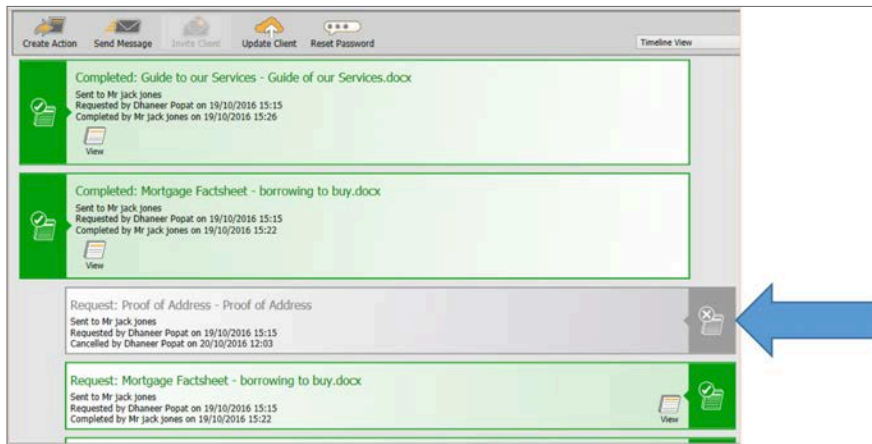 Create Action
Send Message
Invite Client
Update Client
Reset Password
Timeline View
Completed: Guide to our Services - Guide of our Services.docx
Sent to Mr jack jones
Requested by Dhaneer Popat on 19/10/2016 15:15
Completed by Mr jack jones on 19/10/2016 15:26
View
Completed: Mortgage Factsheet - borrowing to buy.docx
Sent to Mr jack jones
Requested by Dhaneer Popat on 19/10/2016 15:15
Completed by Mr jack jones on 19/10/2016 15:22
View
Request: Proof of Address - Proof of Address
Sent to Mr jack jones
Requested by Dhaneer Popat on 19/10/2016 15:15
Cancelled by Dhaneer Popat on 20/10/2016 12:03
Request: Mortgage Factsheet - borrowing to buy.docx
Sent to Mr jack jones
Requested by Dhaneer Popat on 19/10/2016 15:15
Completed by Mr jack jones on 19/10/2016 15:22
View